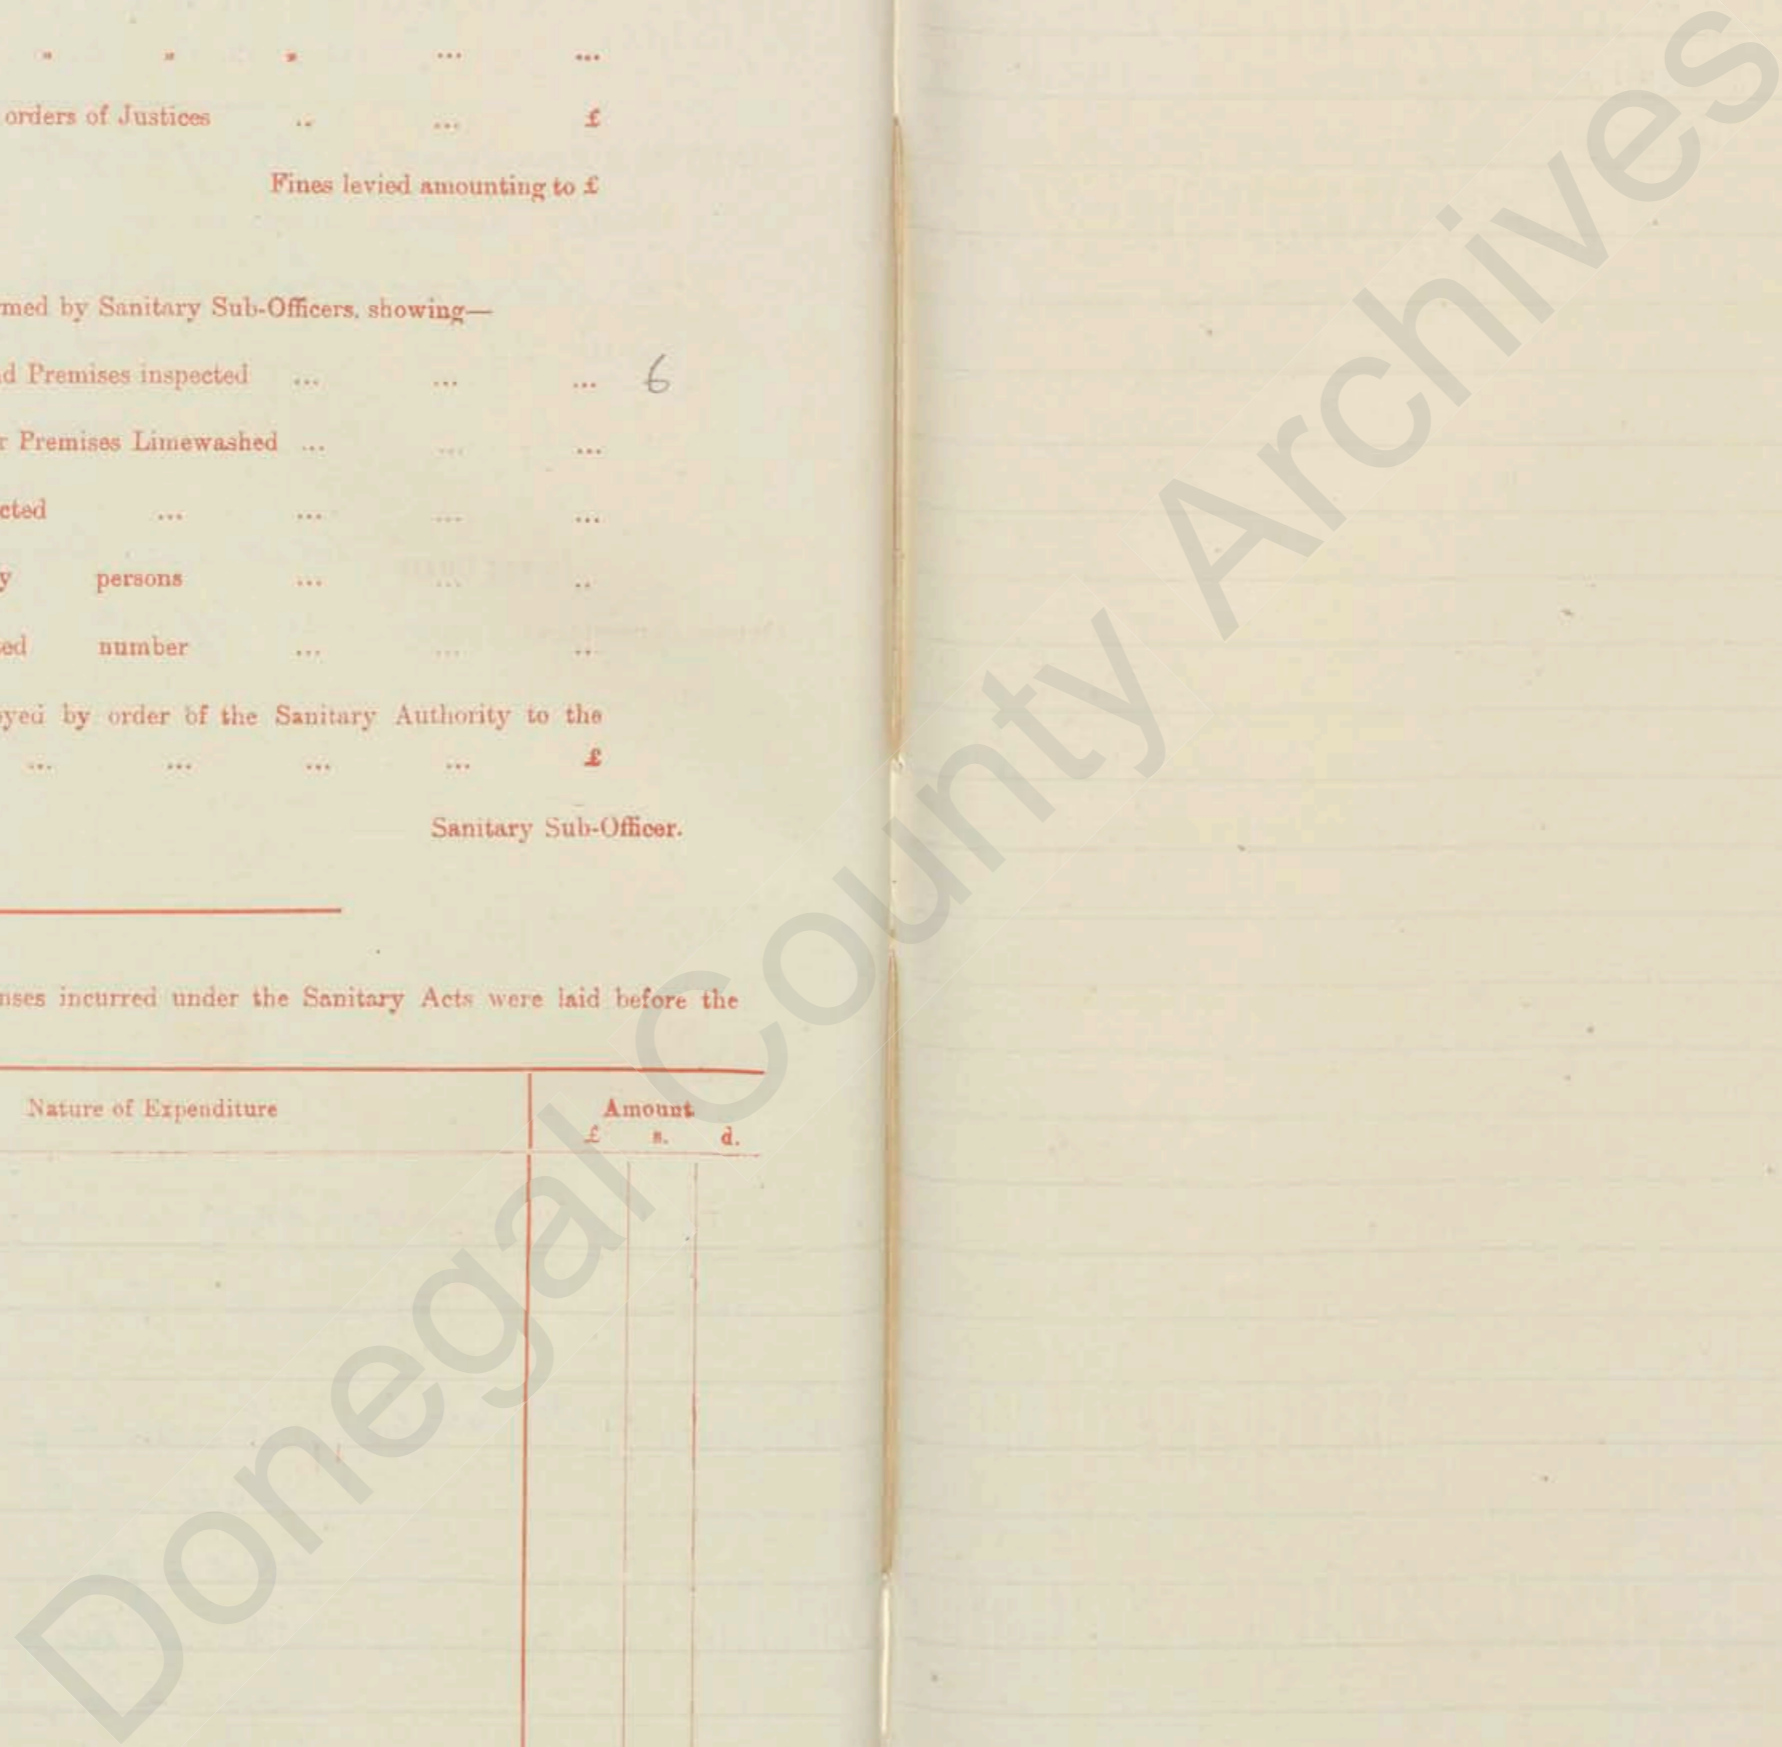 " " " ... ...
orders of Justices .. ... £
Fines levied amounting to £
med by Sanitary Sub-Officers, showing—
d Premises inspected ... ... ... 6
r Premises Limewashed ... ... ...
cted ... ... ... ...
y persons ... ... ..
ed number ... ... ..
yed by order of the Sanitary Authority to the
... ... ... ... £
Sanitary Sub-Officer.
nses incurred under the Sanitary Acts were laid before the
Nature of Expenditure Amount
£ s. d.
Donegal County Archives